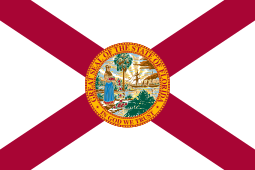 GREAT SEAL OF THE STATE OF FLORIDA
IN GOD WE TRUST